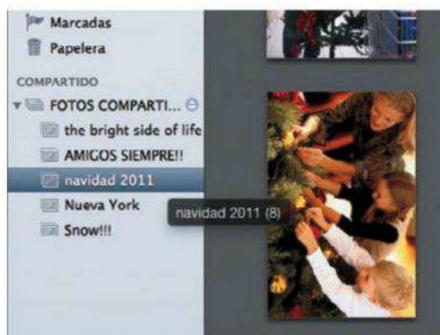 Marcadas
Papelera
COMPARTIDO
FOTOS COMPARTI...
the bright side of life
AMIGOS SIEMPRE!!
navidad 2011
navidad 2011 (8)
Nueva York
Snow!!!